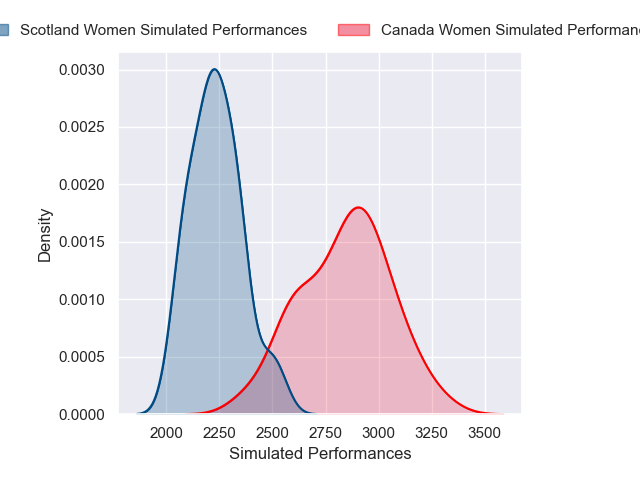 Scotland Women Simulated Performances
Canada Women Simulated
0.0030
0.0025
0.0020
0.0015
0.0010
0.0005
0.0000
Density
2000 2250 2500 2750 3000 3250 3500
Simulated Performances